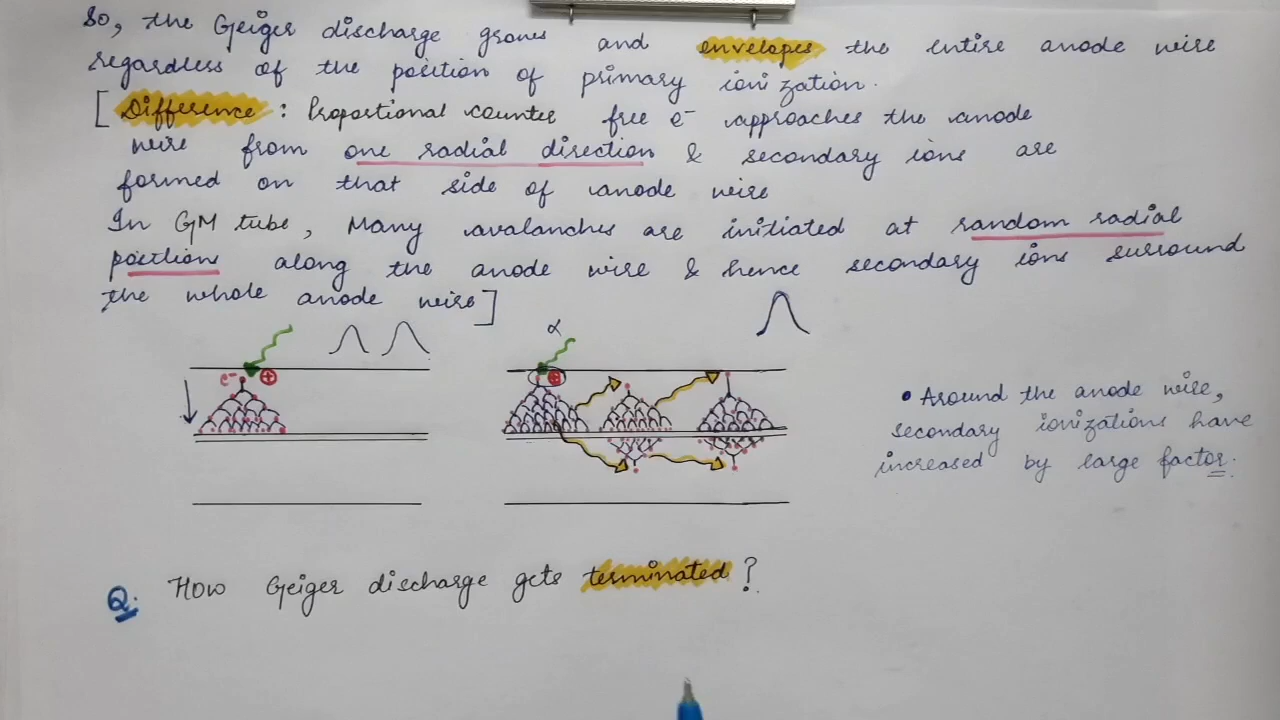 So, the Geiger discharge grows and envelopes the entire anode wire
regardless of the position of primary ionization.
[ Difference : Proportional counter free e⁻ approaches the anode
wire from one radial direction & secondary ions are
formed on that side of anode wire
In GM tube, Many avalanches are initiated at random radial
positions along the anode wire & hence secondary ions surround
the whole anode wire]
α
e⁻ ⊕
⊕
• Around the anode wire,
secondary ionizations have
increased by large factor.
Q. How Geiger discharge gets terminated ?